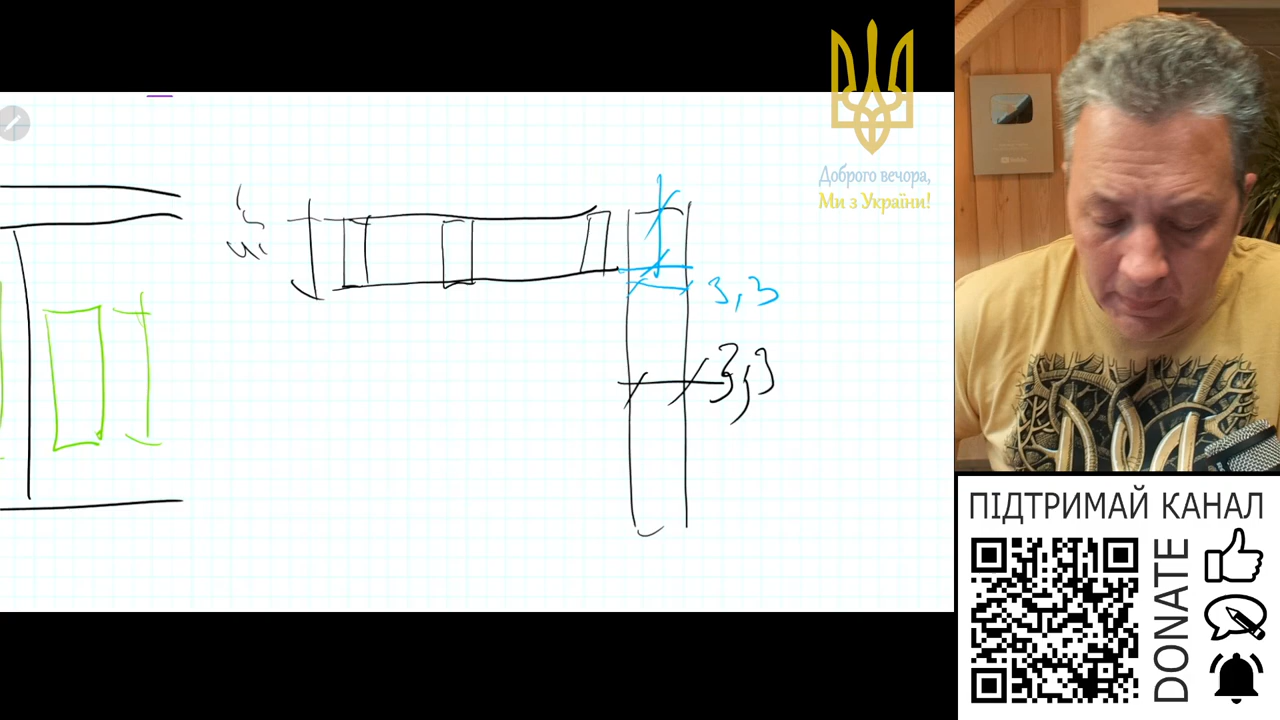 Доброго вечора,
Ми з України!
3,3
3,3
ПІДТРИМАЙ КАНАЛ
DONATE